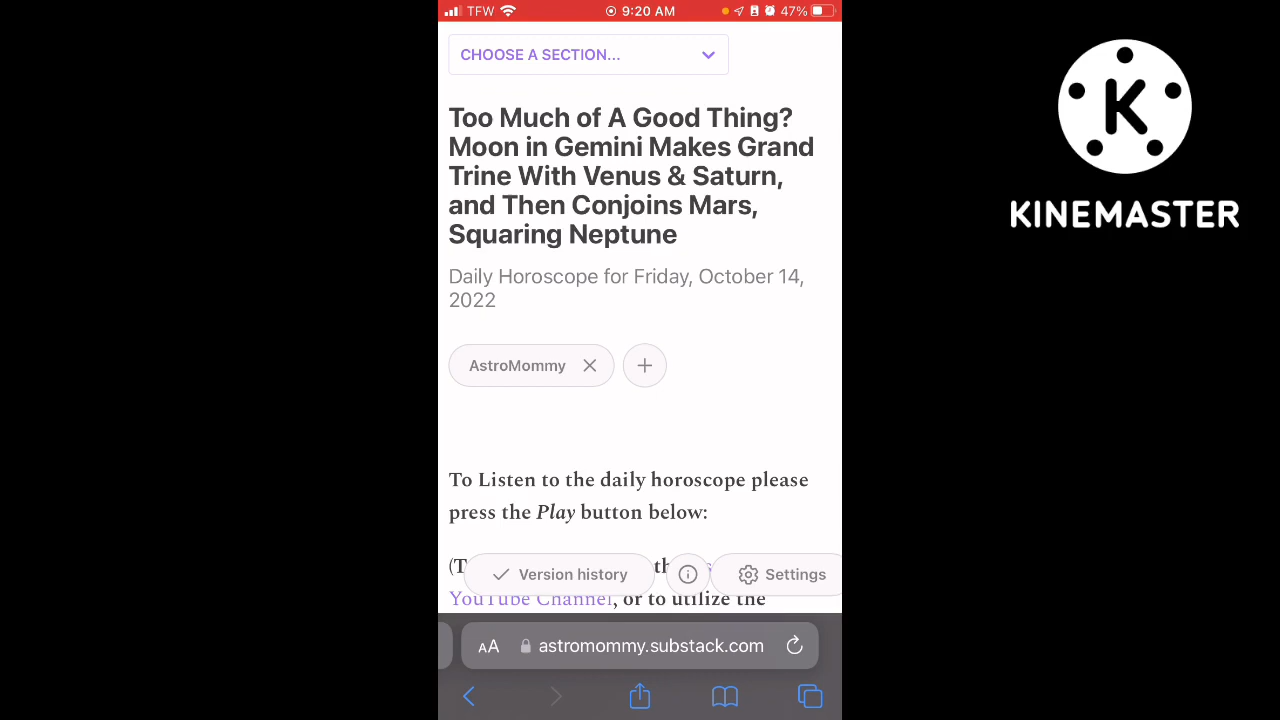 TFW 9:20 AM 47%
CHOOSE A SECTION...
Too Much of A Good Thing?
Moon in Gemini Makes Grand
Trine With Venus & Saturn,
and Then Conjoins Mars,
Squaring Neptune
Daily Horoscope for Friday, October 14,
2022
AstroMommy
To Listen to the daily horoscope please
press the Play button below:
(T
Version history
th
Settings
YouTube Channel, or to utilize the
AA astromommy.substack.com
K
KINEMASTER